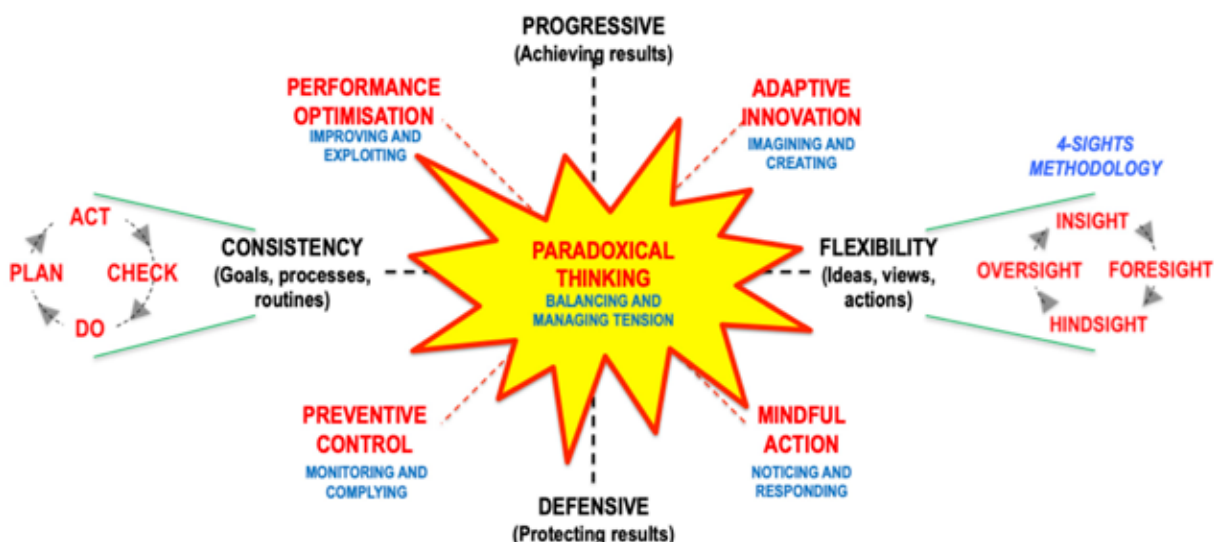 PROGRESSIVE
(Achieving results)
PERFORMANCE
OPTIMISATION
IMPROVING AND
EXPLOITING
ADAPTIVE
INNOVATION
IMAGINING AND
CREATING
4-SIGHTS
METHODOLOGY
ACT
PLAN
CHECK
DO
CONSISTENCY
(Goals, processes,
routines)
PARADOXICAL
THINKING
BALANCING AND
MANAGING TENSION
FLEXIBILITY
(Ideas, views,
actions)
INSIGHT
OVERSIGHT
FORESIGHT
HINDSIGHT
PREVENTIVE
CONTROL
MONITORING AND
COMPLYING
MINDFUL
ACTION
NOTICING AND
RESPONDING
DEFENSIVE
(Protecting results)